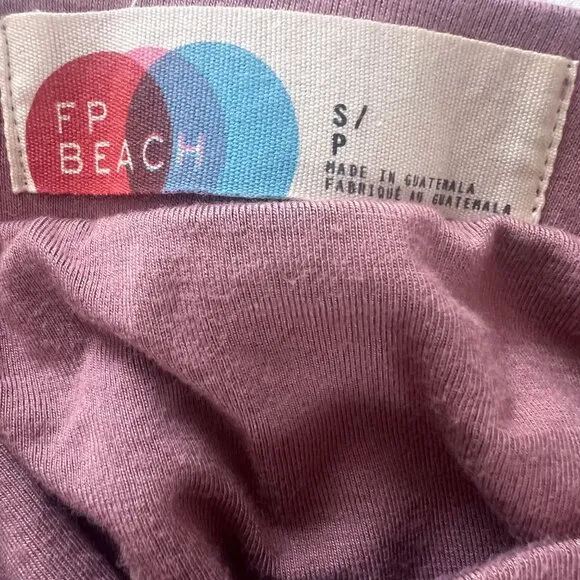 FP
BEACH
S/
P
MADE IN GUATEMALA
FABRIQUÉ AU GUATEMALA